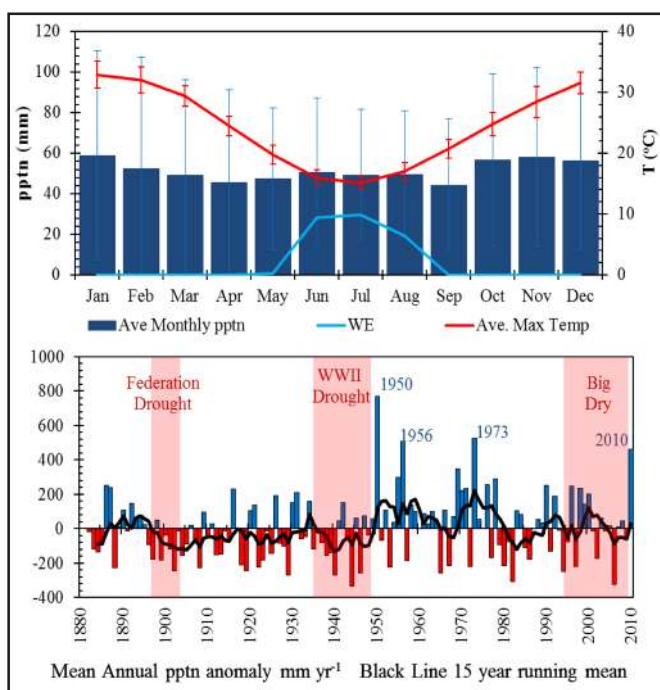 120
100
80
60
40
20
0
pptn (mm)
40
30
20
10
0
T (°C)
Jan Feb Mar Apr May Jun Jul Aug Sep Oct Nov Dec
Ave Monthly pptn WE Ave. Max Temp
1000
800
600
400
200
0
-200
-400
Federation
Drought
WWII
Drought
Big
Dry
1950
1956
1973
2010
1880 1890 1900 1910 1920 1930 1940 1950 1960 1970 1980 1990 2000 2010
Mean Annual pptn anomaly mm yr⁻¹ Black Line 15 year running mean